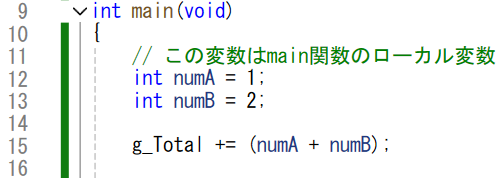 9 int main(void)
10 {
11 // この変数はmain関数のローカル変数
12 int numA = 1;
13 int numB = 2;
14
15 g_Total += (numA + numB);
16